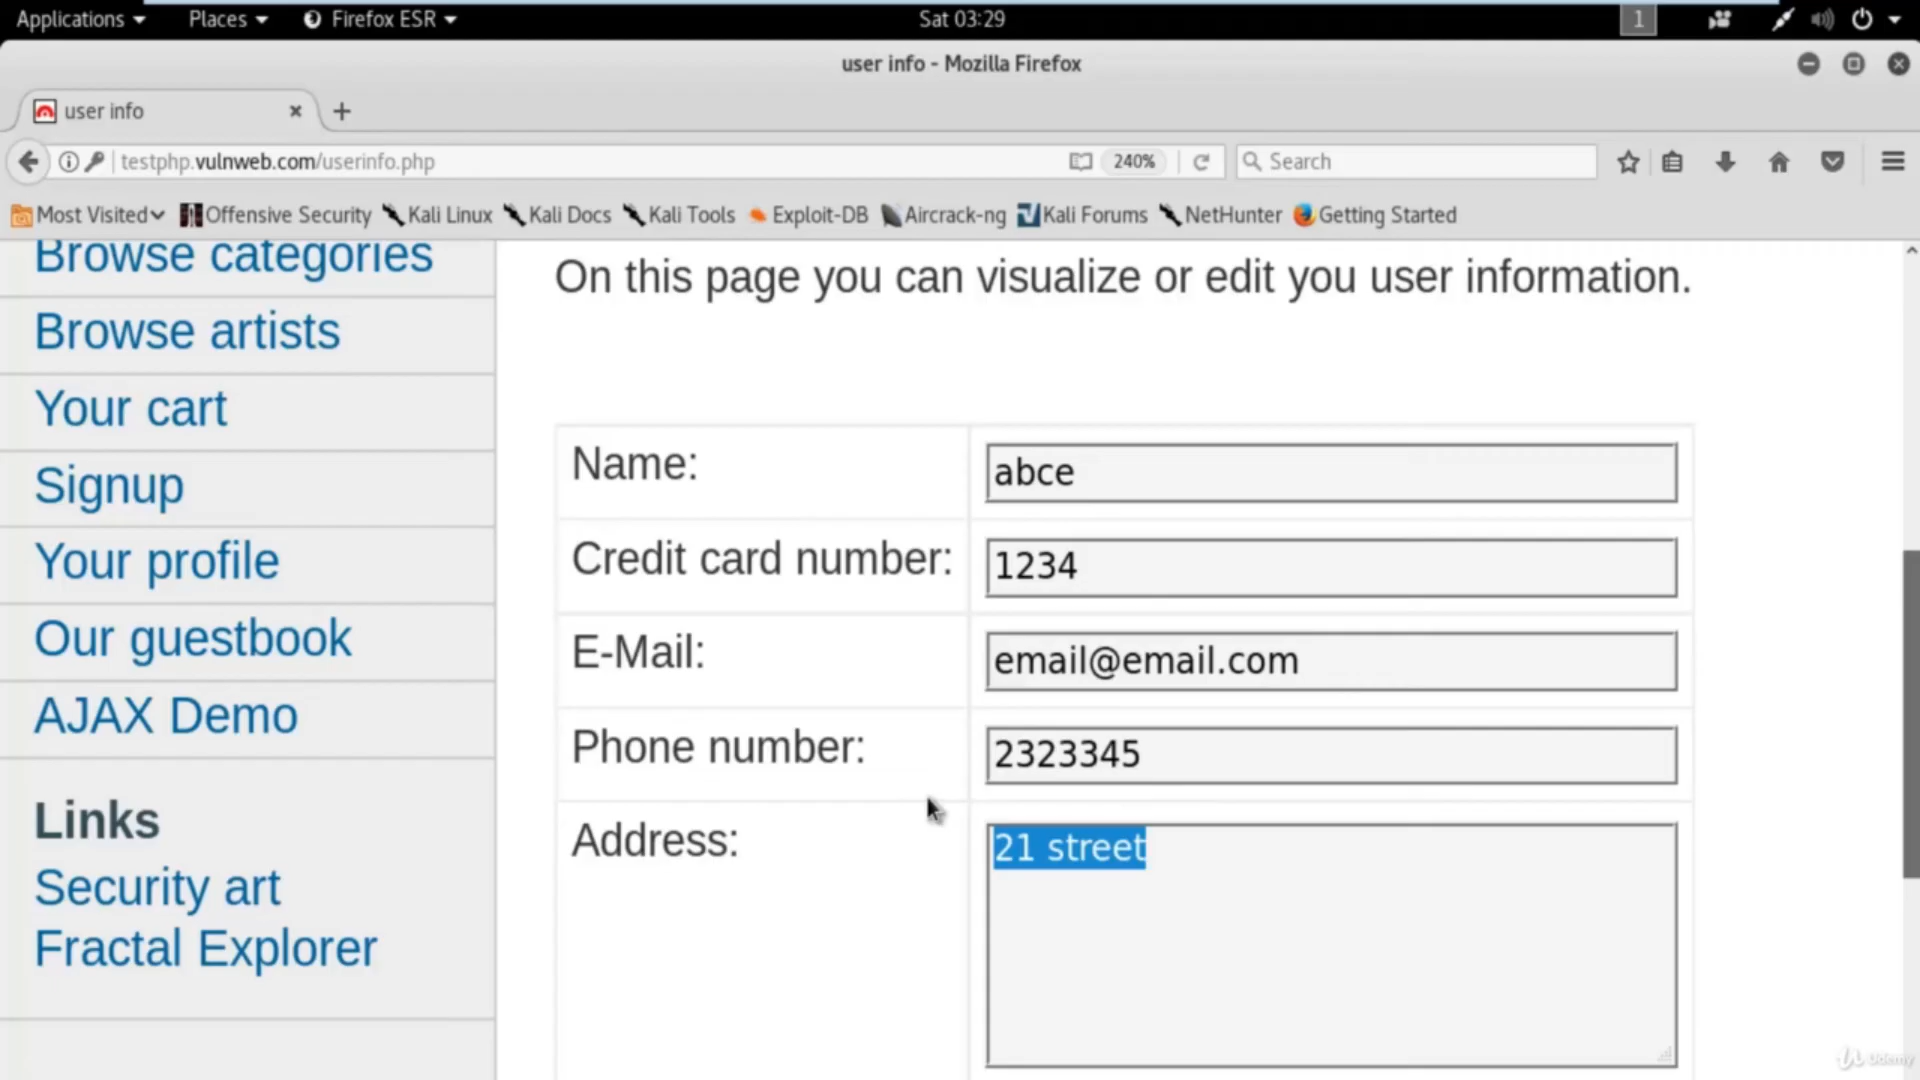 Applications Places Firefox ESR Sat 03:29 1
user info - Mozilla Firefox
user info
testphp.vulnweb.com/userinfo.php 240% Search
Most Visited Offensive Security Kali Linux Kali Docs Kali Tools Exploit-DB Aircrack-ng Kali Forums NetHunter Getting Started
Browse categories
Browse artists
Your cart
Signup
Your profile
Our guestbook
AJAX Demo
Links
Security art
Fractal Explorer
On this page you can visualize or edit you user information.
Name: abce
Credit card number: 1234
E-Mail: email@email.com
Phone number: 2323345
Address: 21 street
Udemy